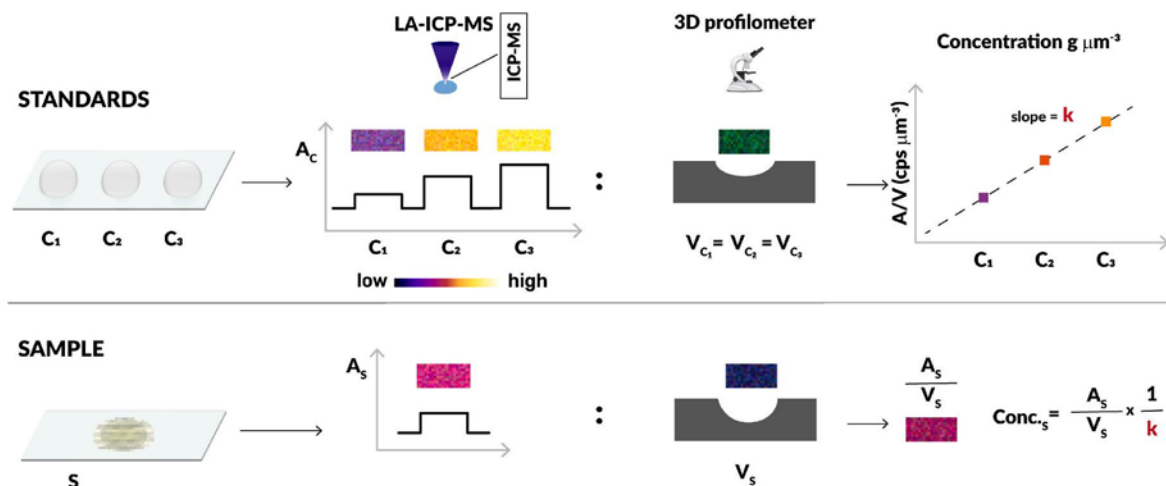 LA-ICP-MS
ICP-MS
3D profilometer
Concentration g μm⁻³
STANDARDS
slope = k
A_C
A/V (cps μm⁻³)
:
C₁ C₂ C₃
C₁ C₂ C₃
V_C₁ = V_C₂ = V_C₃
C₁ C₂ C₃
low high
SAMPLE
A_S
:
A_S
V_S
Conc._S = A_S / V_S × 1 / k
S
V_S